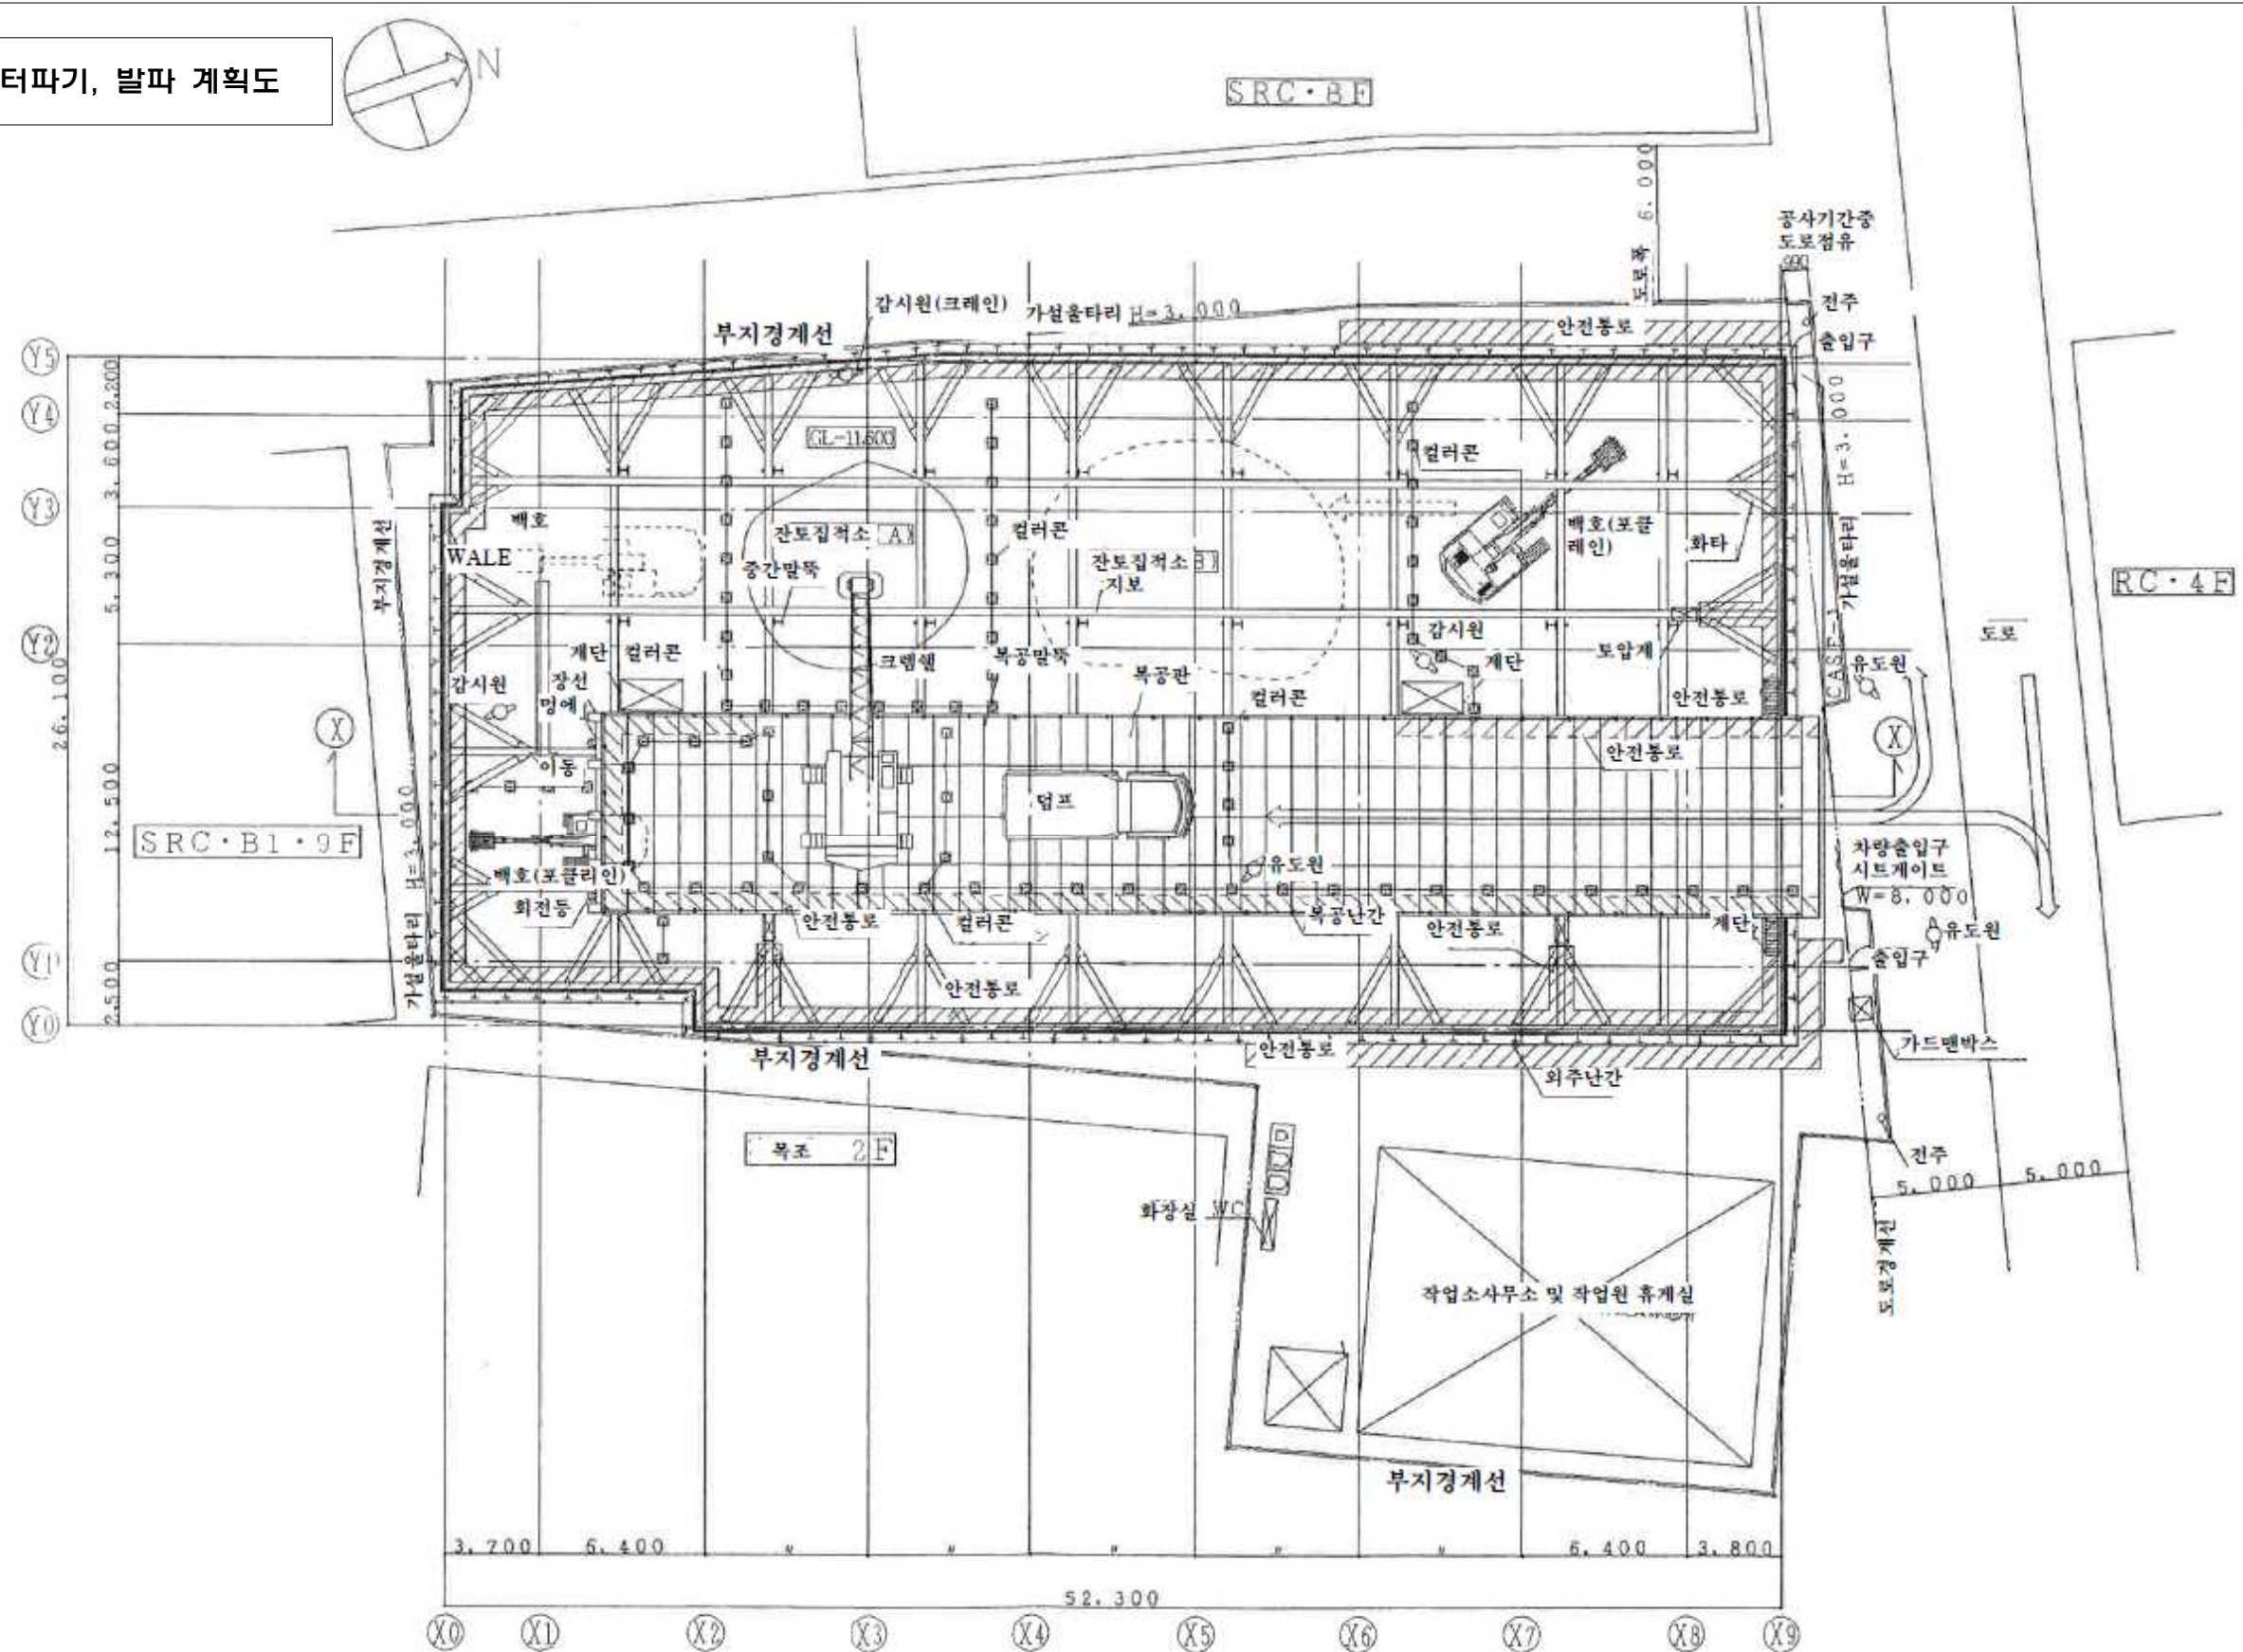 터파기, 발파 계획도
N
SRC·8F
도로폭 6.000
공사기간중
도로점유
990
전주
출입구
감시원(크레인)
가설울타리 H=3.000
부지경계선
안전통로
Y5
Y4
Y3
Y2
Y1
Y0
2,200
3,600
5,300
12,500
2,500
26,100
GL-11.600
컬러콘
백호
WALE
잔토집적소 A
컬러콘
잔토집적소 B
중간말뚝
지보
백호(포클
레인)
화타
가설울타리 H=3.000
CASE-1
RC·4F
도로
부지경계선
계단 컬러콘
크렘쉘
복공말뚝
복공판
감시원
계단
토압계
유도원
감시원
장선
멍에
컬러콘
안전통로
안전통로
X
X
이동
덤프
SRC·B1·9F
가설울타리 H=3.000
백호(포클리인)
회전등
유도원
차량출입구
시트게이트
W=8.000
안전통로
컬러콘
복공난간
안전통로
계단
유도원
출입구
안전통로
부지경계선
안전통로
외주난간
가드맨박스
목조 2F
전주
5.000
5.000
화장실 WC
도로경계선
작업소사무소 및 작업원 휴게실
부지경계선
3.700
6.400
〃
〃
〃
〃
〃
6.400
3.800
52.300
X0
X1
X2
X3
X4
X5
X6
X7
X8
X9